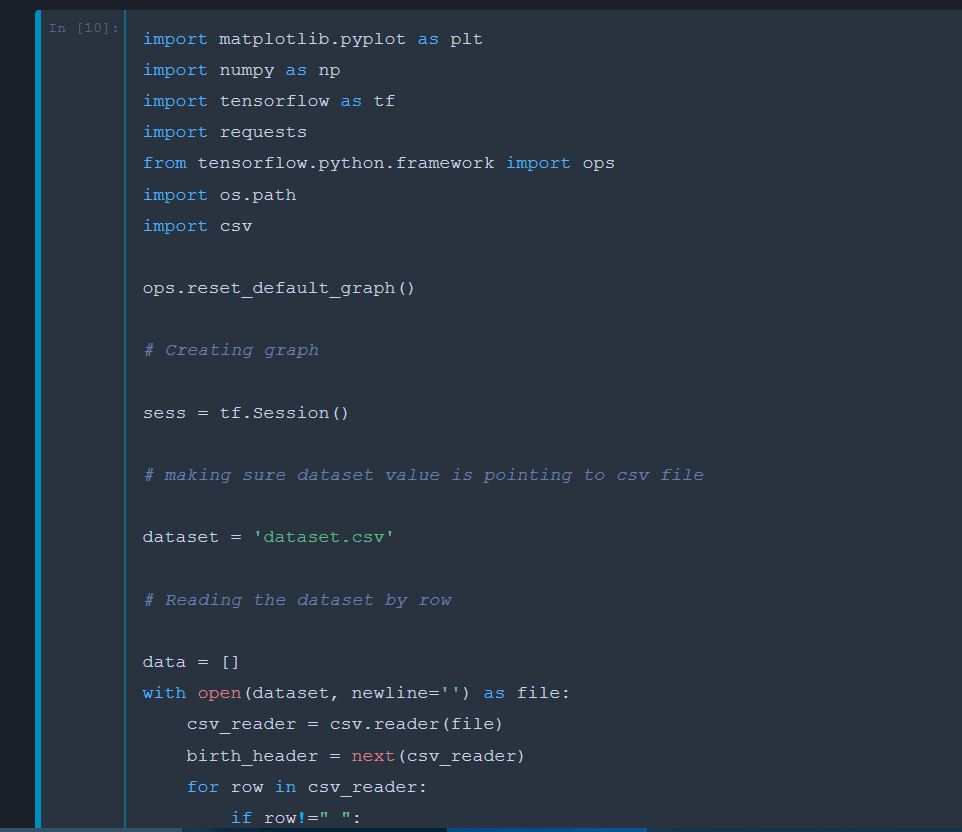 In [10]:
import matplotlib.pyplot as plt
import numpy as np
import tensorflow as tf
import requests
from tensorflow.python.framework import ops
import os.path
import csv
ops.reset_default_graph()
# Creating graph
sess = tf.Session()
# making sure dataset value is pointing to csv file
dataset = 'dataset.csv'
# Reading the dataset by row
data = []
with open(dataset, newline='') as file:
    csv_reader = csv.reader(file)
    birth_header = next(csv_reader)
    for row in csv_reader:
        if row!=" ":